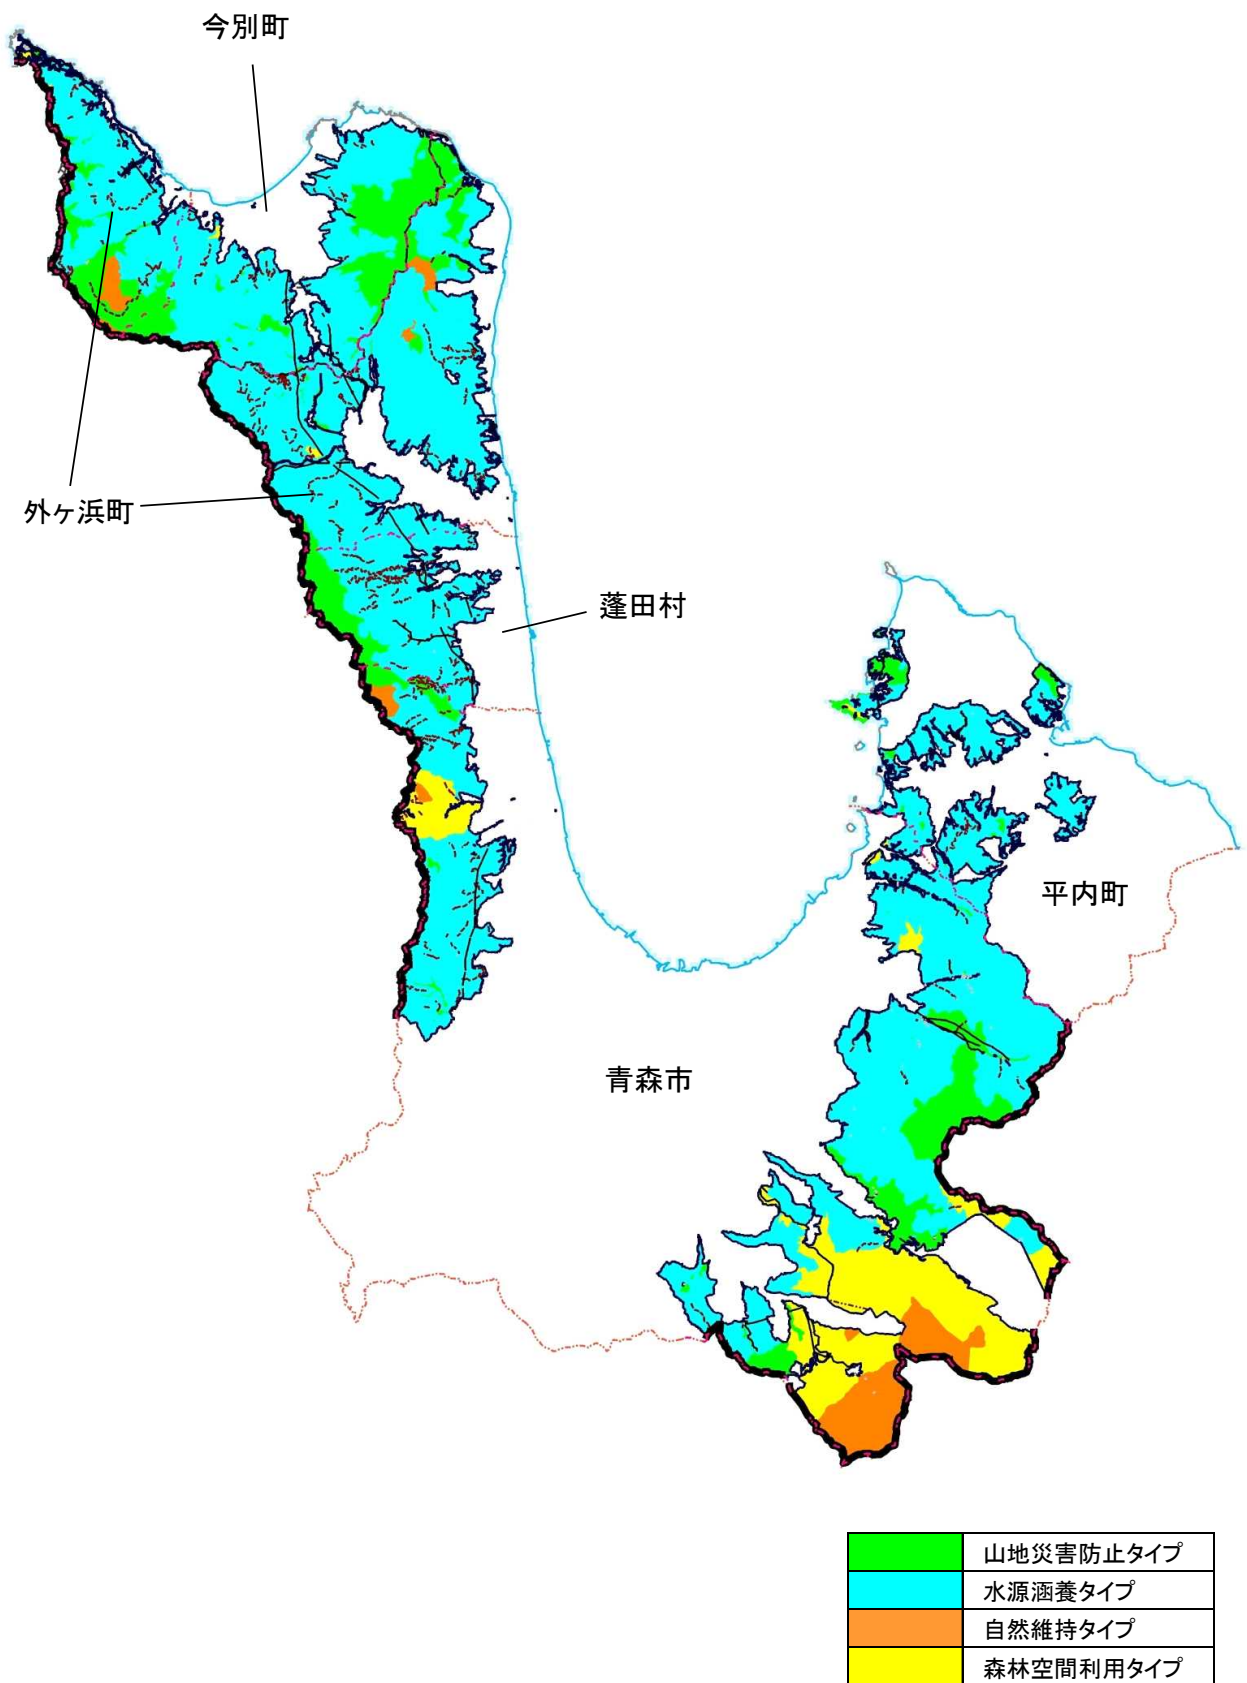 今別町
外ヶ浜町
蓬田村
平内町
青森市
山地災害防止タイプ
水源涵養タイプ
自然維持タイプ
森林空間利用タイプ